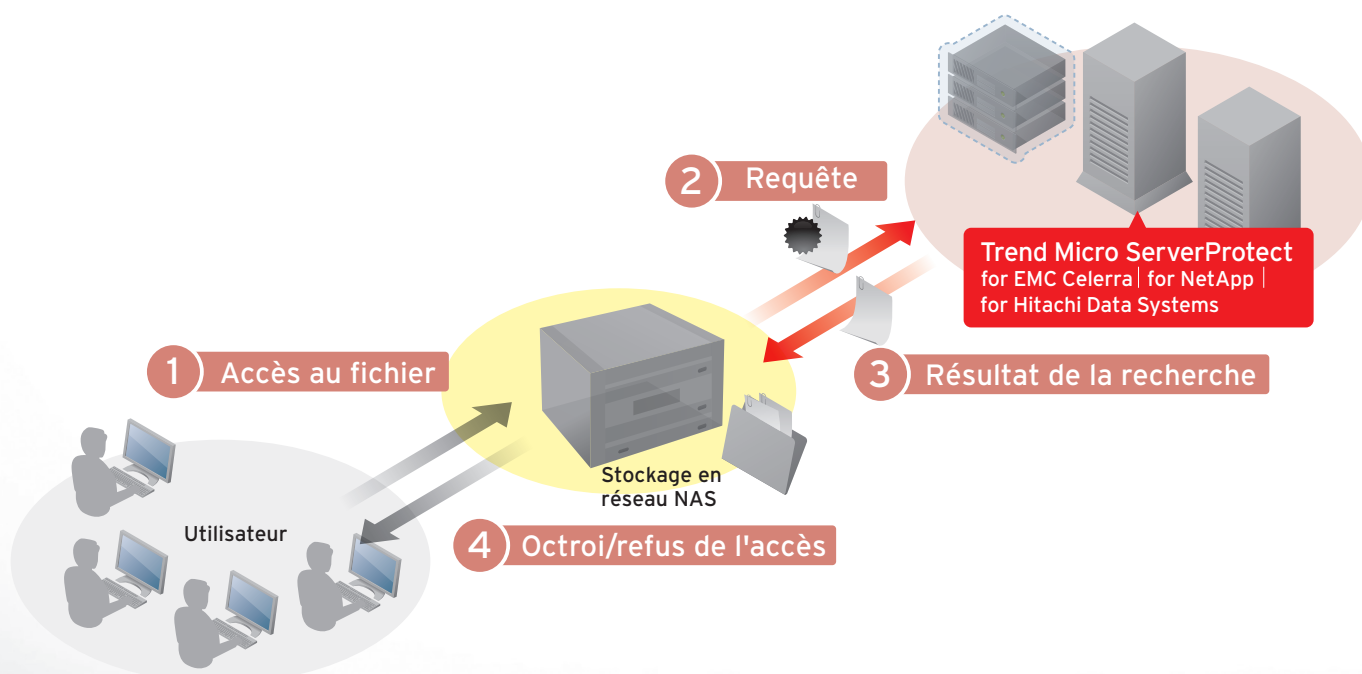 2 Requête
Trend Micro ServerProtect
for EMC Celerra | for NetApp |
for Hitachi Data Systems
1 Accès au fichier
3 Résultat de la recherche
Stockage en
réseau NAS
Utilisateur
4 Octroi/refus de l'accès